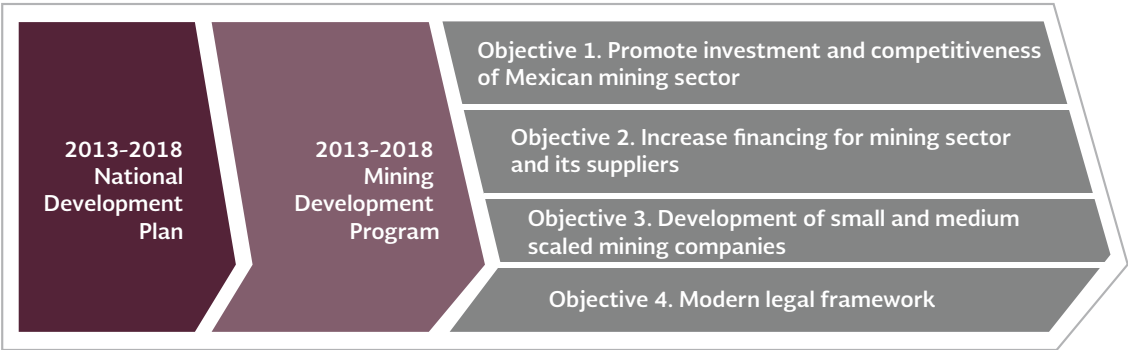 2013-2018
National
Development
Plan
2013-2018
Mining
Development
Program
Objective 1. Promote investment and competitiveness
of Mexican mining sector
Objective 2. Increase financing for mining sector
and its suppliers
Objective 3. Development of small and medium
scaled mining companies
Objective 4. Modern legal framework